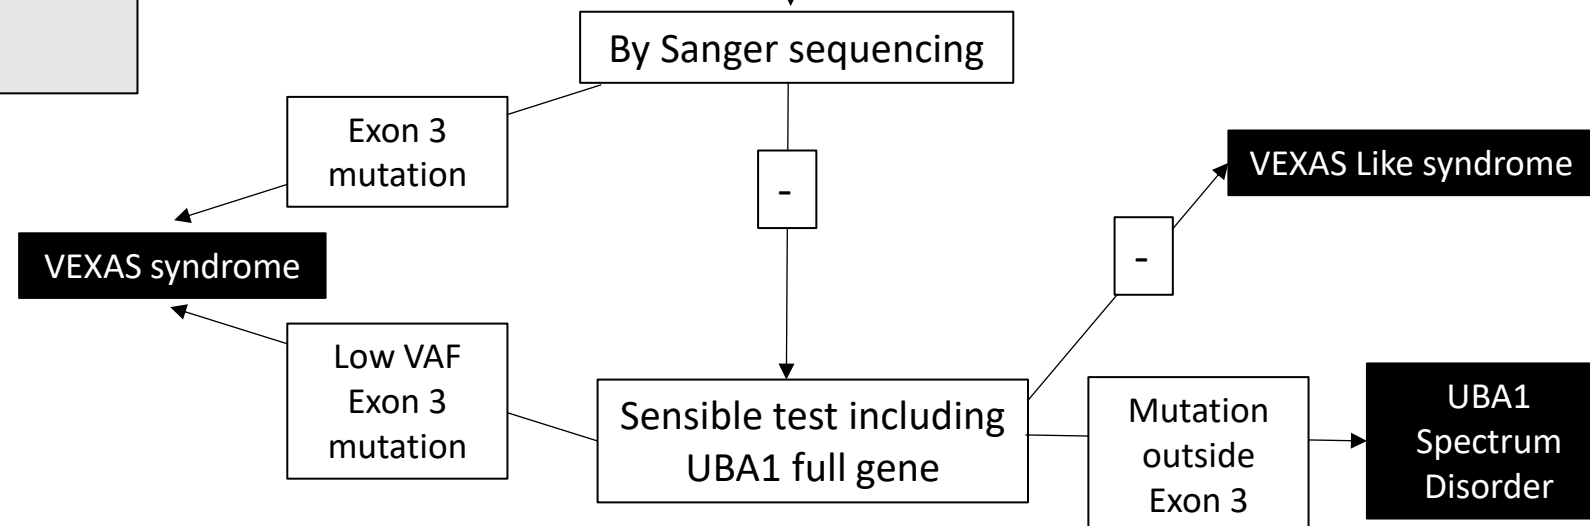 By Sanger sequencing
Exon 3
mutation
-
VEXAS Like syndrome
-
VEXAS syndrome
Low VAF
Exon 3
mutation
Sensible test including
UBA1 full gene
Mutation
outside
Exon 3
UBA1
Spectrum
Disorder